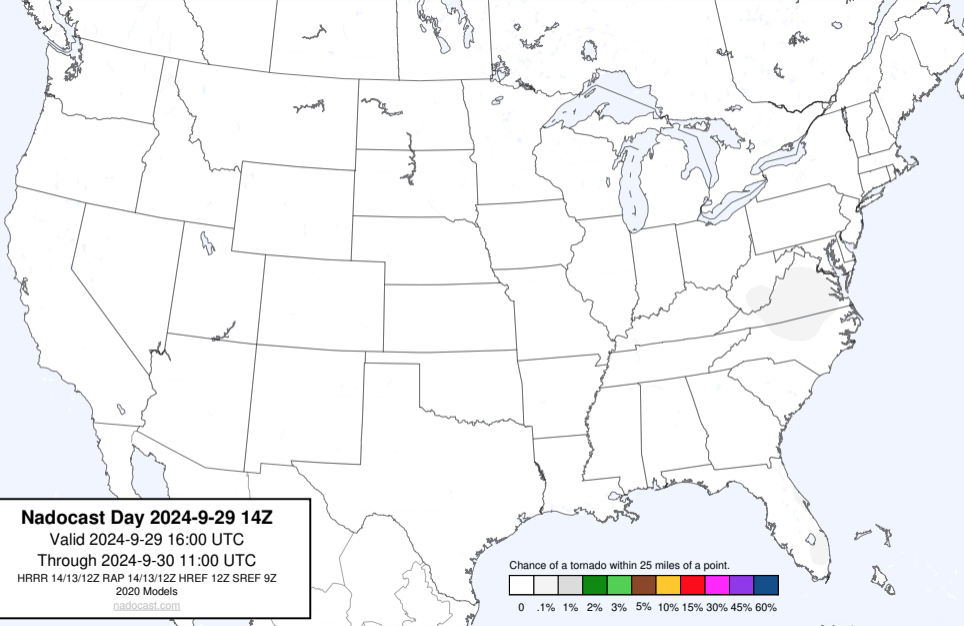 Nadocast Day 2024-9-29 14Z
Valid 2024-9-29 16:00 UTC
Through 2024-9-30 11:00 UTC
HRRR 14/13/12Z RAP 14/13/12Z HREF 12Z SREF 9Z
2020 Models
nadocast.com
Chance of a tornado within 25 miles of a point.
0 .1% 1% 2% 3% 5% 10% 15% 30% 45% 60%